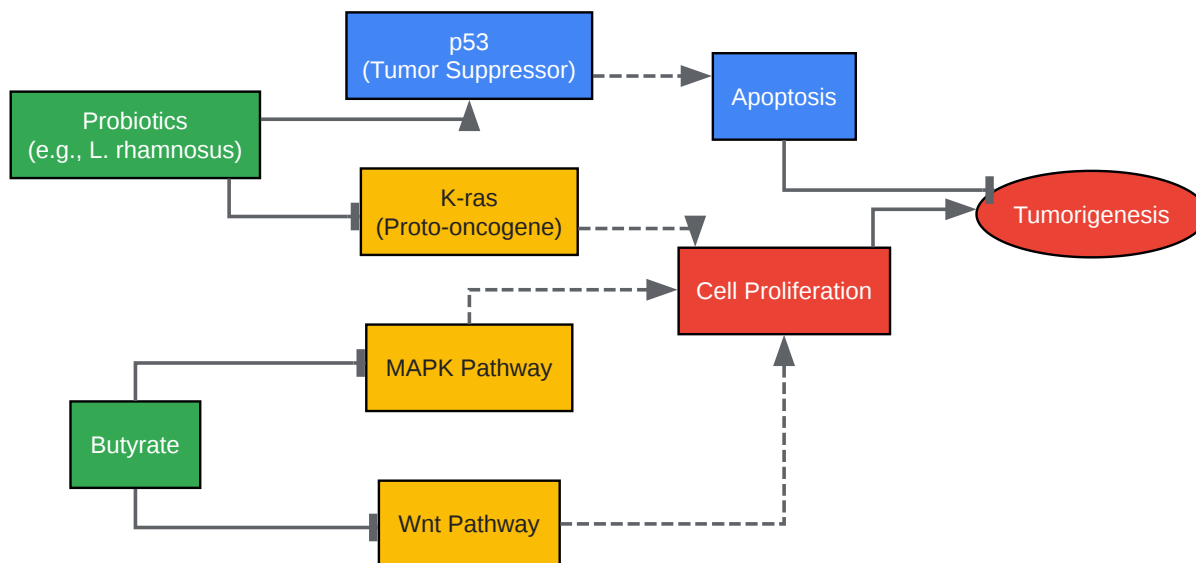 p53
(Tumor Suppressor)
Apoptosis
Probiotics
(e.g., L. rhamnosus)
K-ras
(Proto-oncogene)
Tumorigenesis
Cell Proliferation
MAPK Pathway
Butyrate
Wnt Pathway